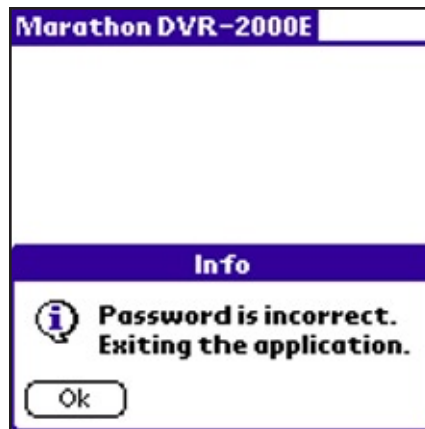 Marathon DVR-2000E
Info
Password is incorrect.
Exiting the application.
Ok